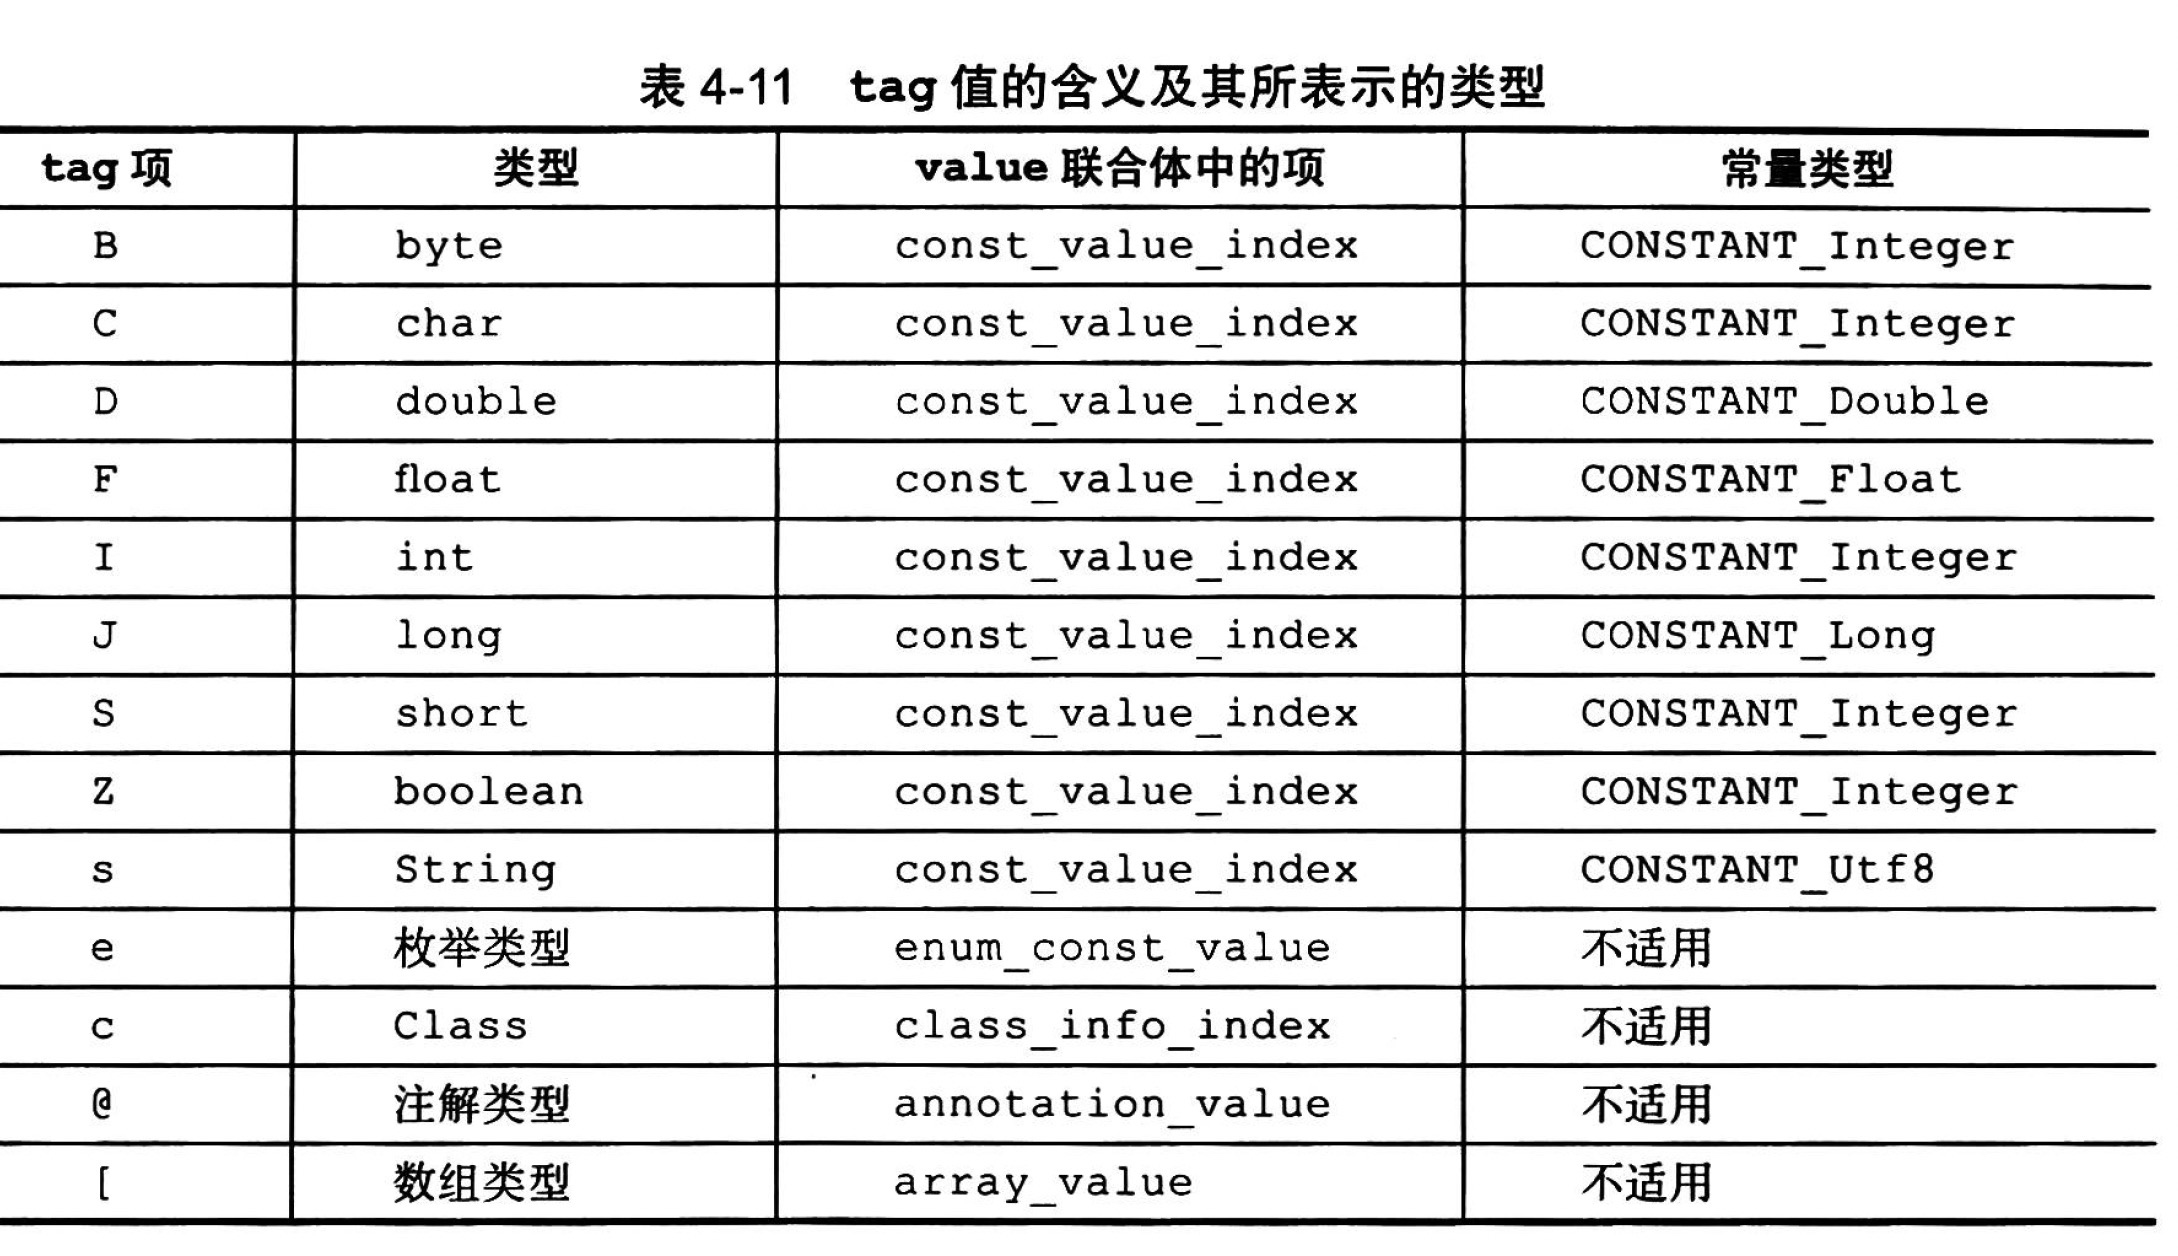 表 4-11 tag 值的含义及其所表示的类型
tag 项 类型 value 联合体中的项 常量类型
B byte const_value_index CONSTANT_Integer
C char const_value_index CONSTANT_Integer
D double const_value_index CONSTANT_Double
F float const_value_index CONSTANT_Float
I int const_value_index CONSTANT_Integer
J long const_value_index CONSTANT_Long
S short const_value_index CONSTANT_Integer
Z boolean const_value_index CONSTANT_Integer
s String const_value_index CONSTANT_Utf8
e 枚举类型 enum_const_value 不适用
c Class class_info_index 不适用
@ 注解类型 annotation_value 不适用
[ 数组类型 array_value 不适用